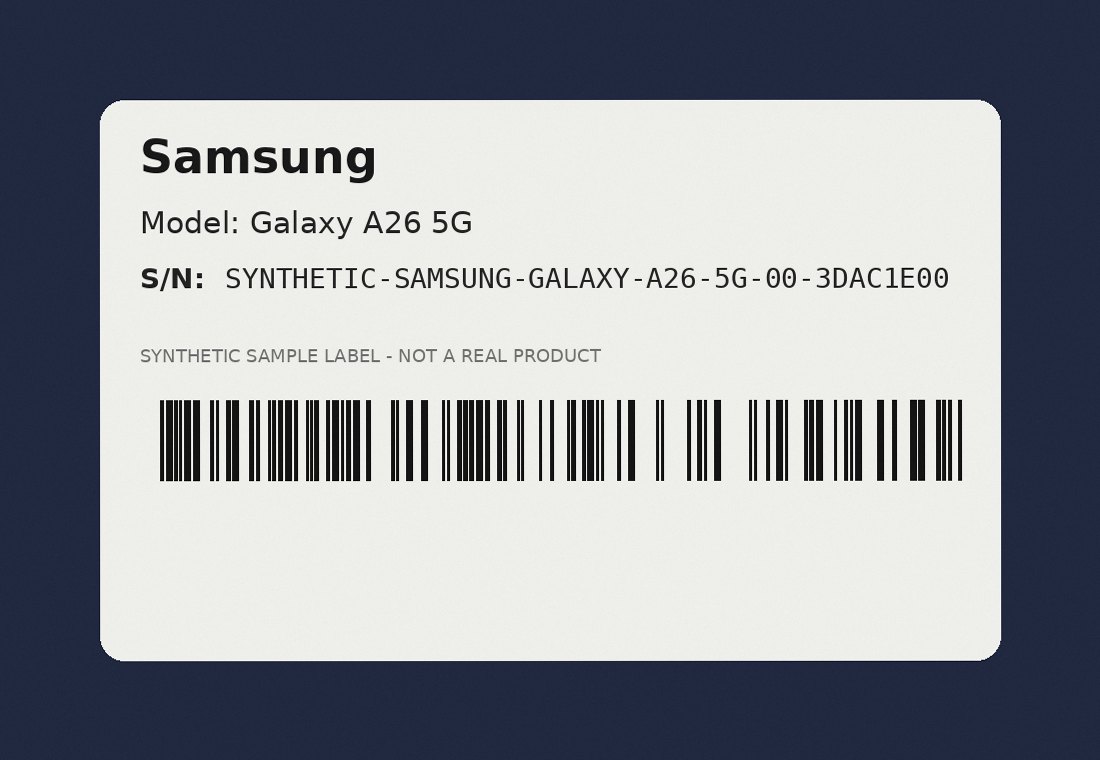 Samsung
Model: Galaxy A26 5G
S/N: SYNTHETIC-SAMSUNG-GALAXY-A26-5G-00-3DAC1E00
SYNTHETIC SAMPLE LABEL - NOT A REAL PRODUCT